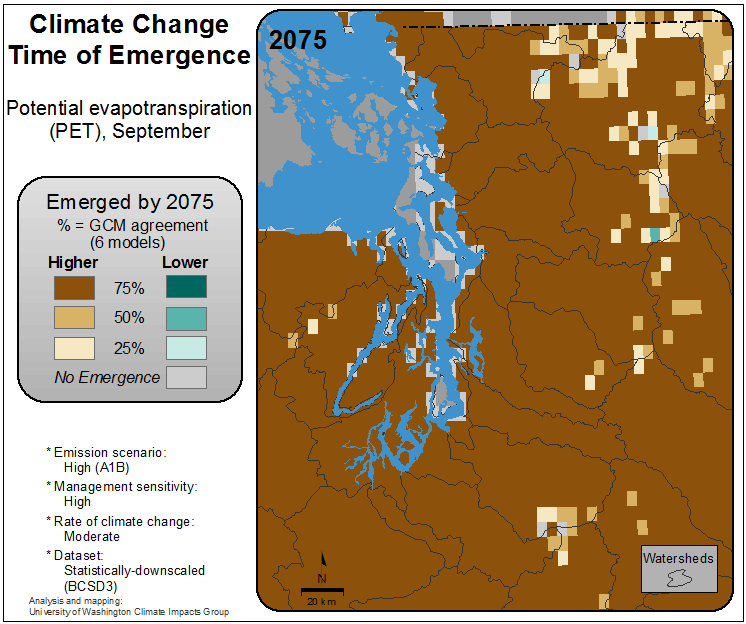 Climate Change
Time of Emergence
Potential evapotranspiration
(PET), September
Emerged by 2075
% = GCM agreement
(6 models)
Higher Lower
75%
50%
25%
No Emergence
* Emission scenario:
High (A1B)
* Management sensitivity:
High
* Rate of climate change:
Moderate
* Dataset:
Statistically-downscaled
(BCSD3)
Analysis and mapping:
University of Washington Climate Impacts Group
2075
N
20 km
Watersheds